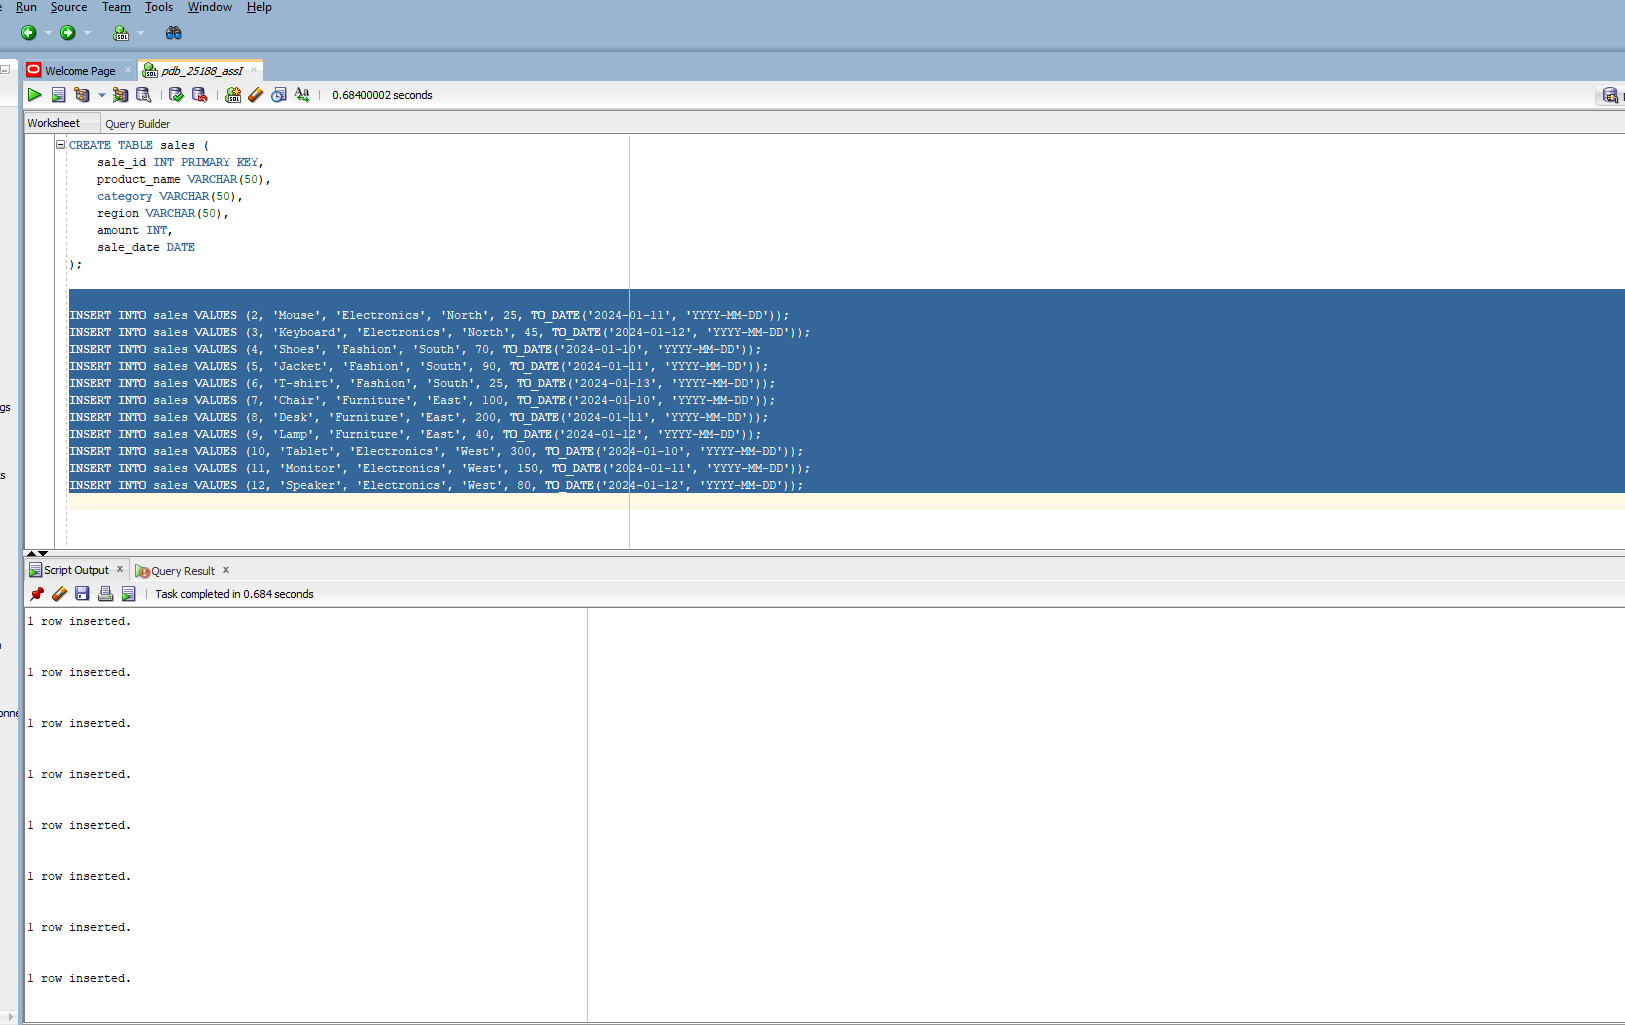 Run Source Team Tools Window Help
Welcome Page pdb_25188_assI
0.68400002 seconds
Worksheet Query Builder
CREATE TABLE sales (
sale_id INT PRIMARY KEY,
product_name VARCHAR(50),
category VARCHAR(50),
region VARCHAR(50),
amount INT,
sale_date DATE
);
INSERT INTO sales VALUES (2, 'Mouse', 'Electronics', 'North', 25, TO_DATE('2024-01-11', 'YYYY-MM-DD'));
INSERT INTO sales VALUES (3, 'Keyboard', 'Electronics', 'North', 45, TO_DATE('2024-01-12', 'YYYY-MM-DD'));
INSERT INTO sales VALUES (4, 'Shoes', 'Fashion', 'South', 70, TO_DATE('2024-01-10', 'YYYY-MM-DD'));
INSERT INTO sales VALUES (5, 'Jacket', 'Fashion', 'South', 90, TO_DATE('2024-01-11', 'YYYY-MM-DD'));
INSERT INTO sales VALUES (6, 'T-shirt', 'Fashion', 'South', 25, TO_DATE('2024-01-13', 'YYYY-MM-DD'));
INSERT INTO sales VALUES (7, 'Chair', 'Furniture', 'East', 100, TO_DATE('2024-01-10', 'YYYY-MM-DD'));
INSERT INTO sales VALUES (8, 'Desk', 'Furniture', 'East', 200, TO_DATE('2024-01-11', 'YYYY-MM-DD'));
INSERT INTO sales VALUES (9, 'Lamp', 'Furniture', 'East', 40, TO_DATE('2024-01-12', 'YYYY-MM-DD'));
INSERT INTO sales VALUES (10, 'Tablet', 'Electronics', 'West', 300, TO_DATE('2024-01-10', 'YYYY-MM-DD'));
INSERT INTO sales VALUES (11, 'Monitor', 'Electronics', 'West', 150, TO_DATE('2024-01-11', 'YYYY-MM-DD'));
INSERT INTO sales VALUES (12, 'Speaker', 'Electronics', 'West', 80, TO_DATE('2024-01-12', 'YYYY-MM-DD'));
Script Output Query Result
Task completed in 0.684 seconds
1 row inserted.
1 row inserted.
1 row inserted.
1 row inserted.
1 row inserted.
1 row inserted.
1 row inserted.
1 row inserted.